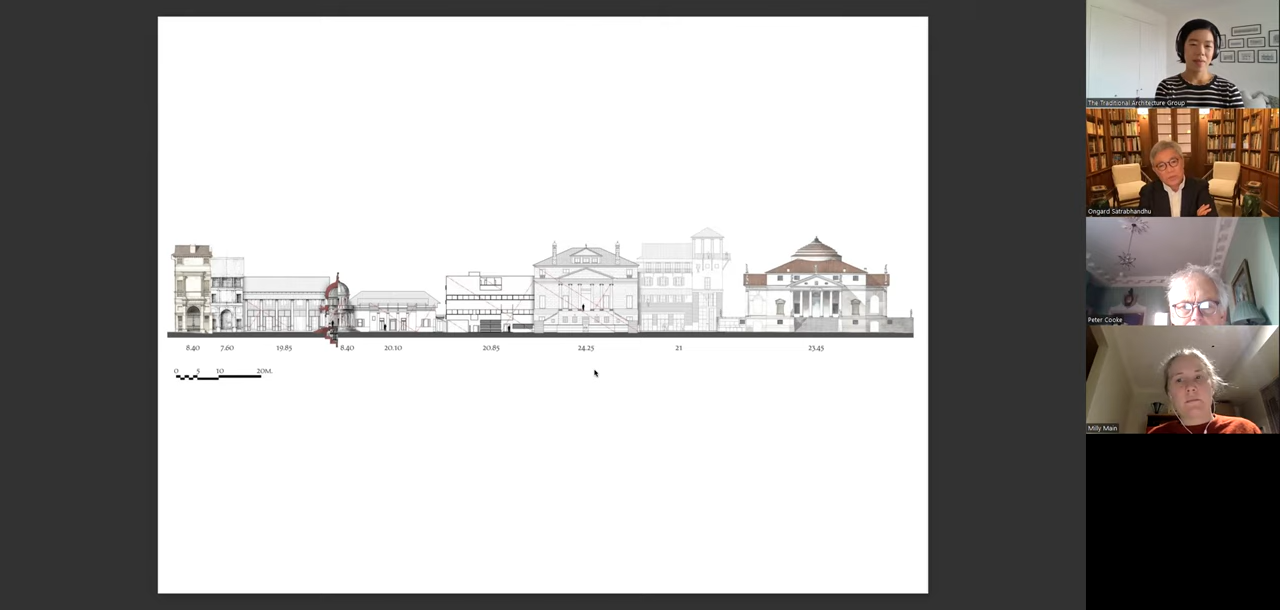 8.40 7.60 19.85 8.40 20.10 20.85 24.25 21 23.45
0 5 10 20M.
The Traditional Architecture Group
Ongard Satrabhandhu
Peter Cooke
Milly Main